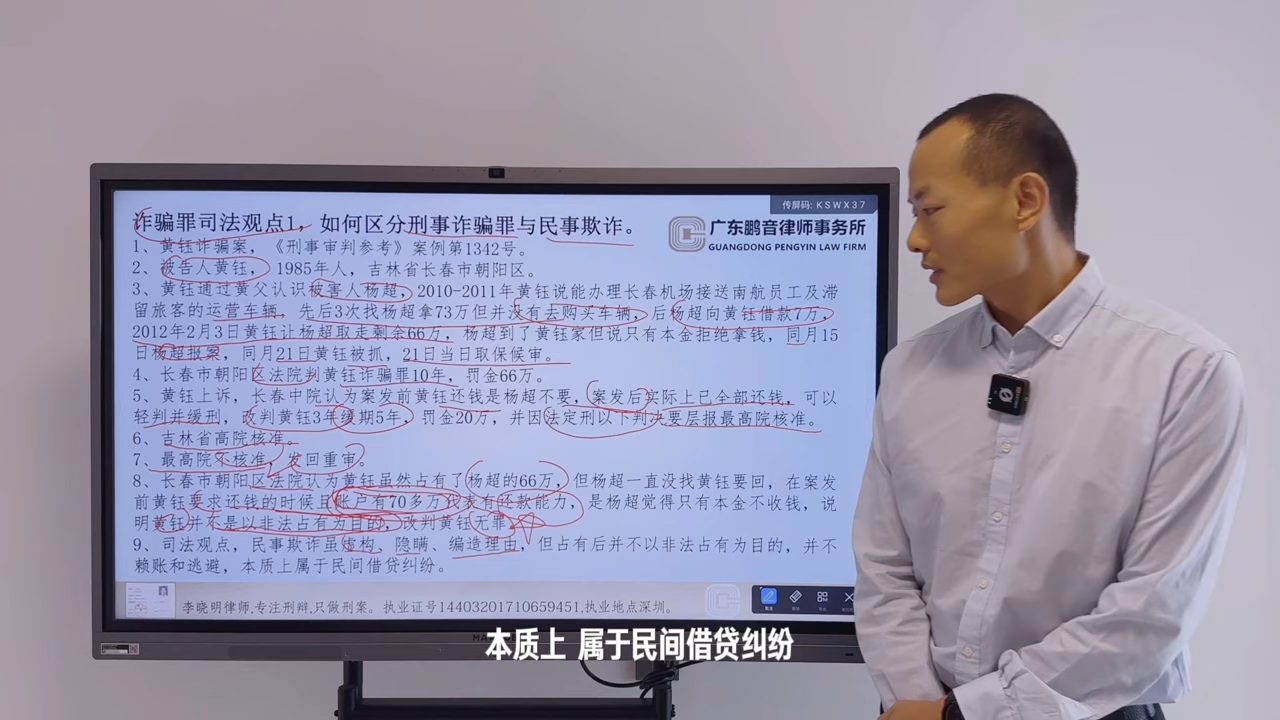 传屏码: KSWX37
诈骗罪司法观点1，如何区分刑事诈骗罪与民事欺诈。
广东鹏音律师事务所
GUANGDONG PENGYIN LAW FIRM
1、黄钰诈骗案，《刑事审判参考》案例第1342号。
2、被告人黄钰，1985年人，吉林省长春市朝阳区。
3、黄钰通过黄父认识被害人杨超，2010-2011年黄钰说能办理长春机场接送南航员工及滞
留旅客的运营车辆，先后3次找杨超拿73万但并没有去购买车辆，后杨超向黄钰借款7万，
2012年2月3日黄钰让杨超取走剩余66万，杨超到了黄钰家但说只有本金拒绝拿钱，同月15
日杨超报案，同月21日黄钰被抓，21日当日取保候审。
4、长春市朝阳区法院判黄钰诈骗罪10年，罚金66万。
5、黄钰上诉，长春中院认为案发前黄钰还钱是杨超不要，案发后实际上已全部还钱，可以
轻判并缓刑，改判黄钰3年缓期5年，罚金20万，并因法定刑以下判决要层报最高院核准。
6、吉林省高院核准。
7、最高院不核准，发回重审。
8、长春市朝阳区法院认为黄钰虽然占有了杨超的66万，但杨超一直没找黄钰要回，在案发
前黄钰要求还钱的时候且账户有70多万代表有还款能力，是杨超觉得只有本金不收钱，说
明黄钰并不是以非法占有为目的，改判黄钰无罪
9、司法观点，民事欺诈虽虚构、隐瞒、编造理由，但占有后并不以非法占有为目的，并不
赖账和逃避，本质上属于民间借贷纠纷。
李晓明律师,专注刑辩,只做刑案。执业证号14403201710659451,执业地点深圳。
本质上 属于民间借贷纠纷